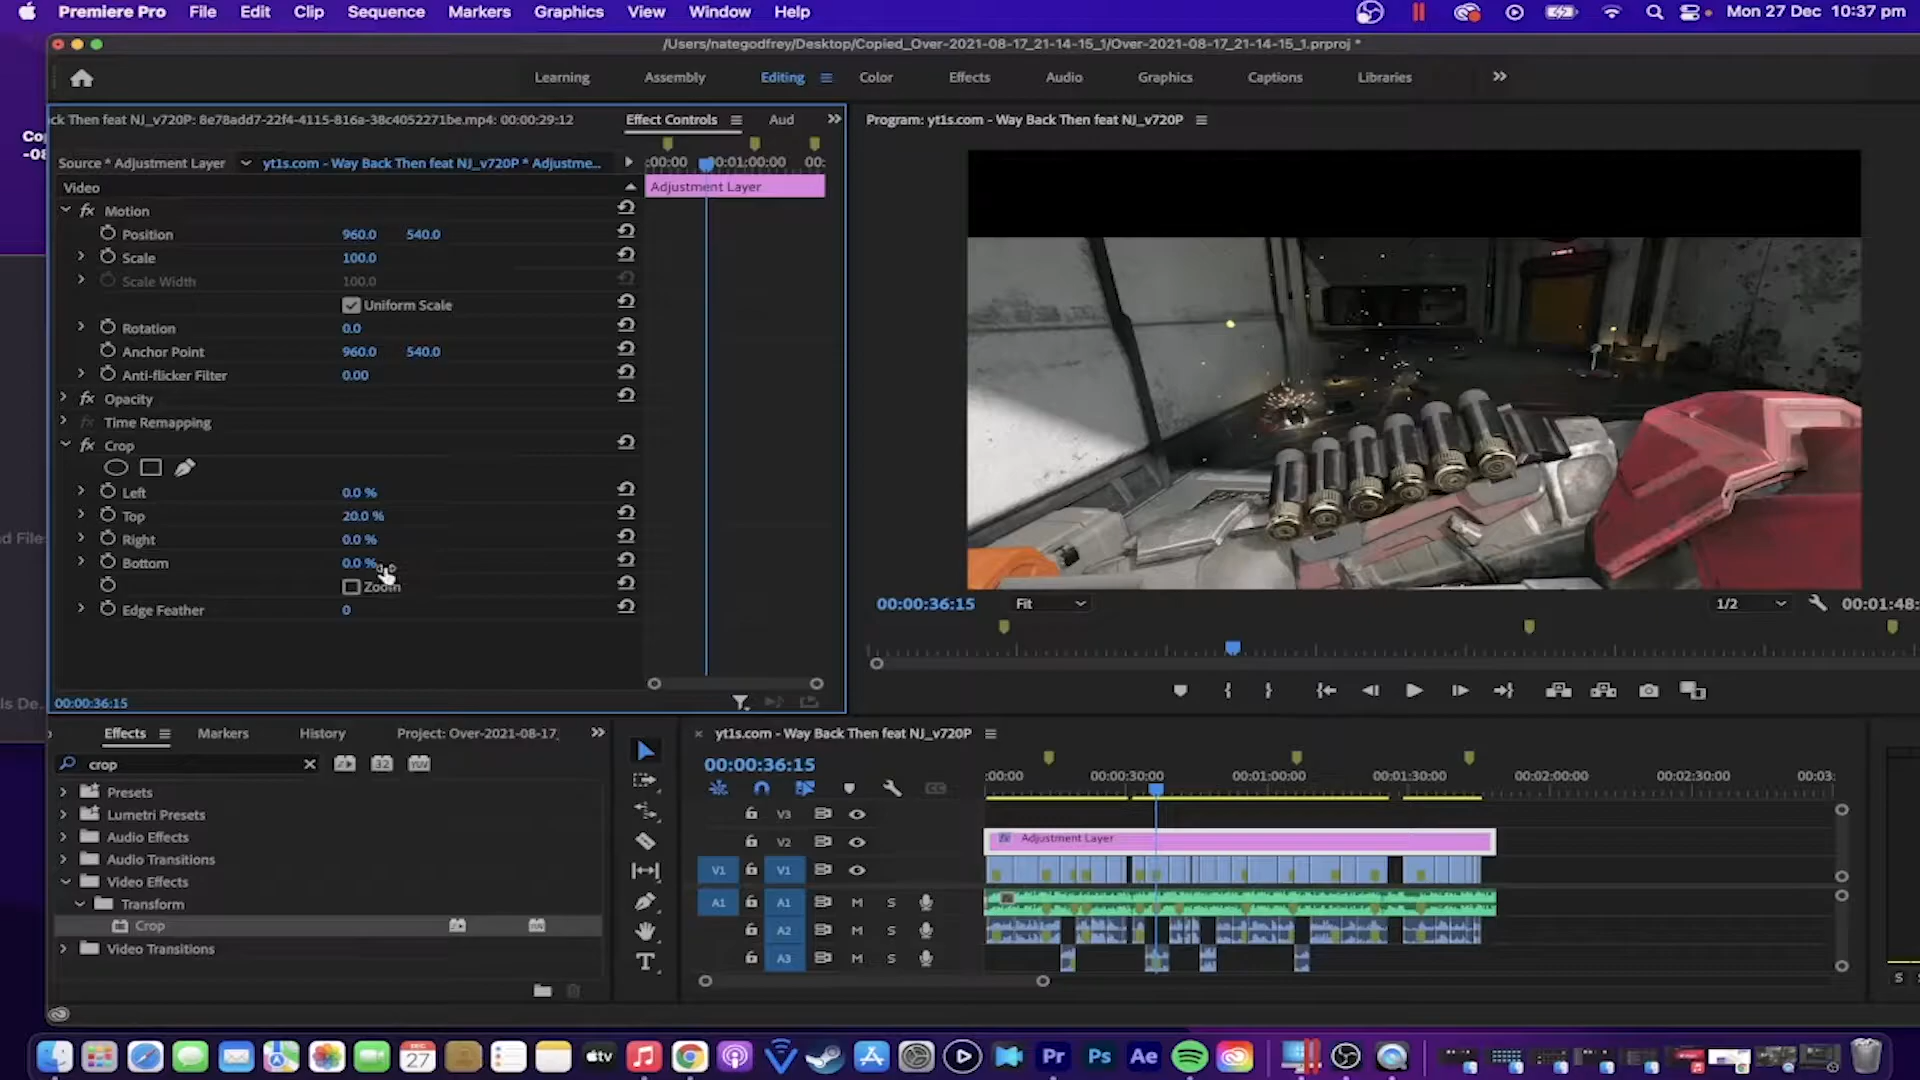 Premiere Pro File Edit Clip Sequence Markers Graphics View Window Help Mon 27 Dec 10:37 pm
/Users/nategodfrey/Desktop/Copied_Over-2021-08-17_21-14-15_1/Over-2021-08-17_21-14-15_1.prproj *
Learning Assembly Editing Color Effects Audio Graphics Captions Libraries
ck Then feat NJ_v720P: 8e78add7-22f4-4115-816a-38c4052271be.mp4: 00:00:29:12 Effect Controls Aud
Program: yt1s.com - Way Back Then feat NJ_v720P
Source * Adjustment Layer yt1s.com - Way Back Then feat NJ_v720P * Adjustme...
:00:00 00:01:00:00 00:
Video
Adjustment Layer
Motion
Position 960.0 540.0
Scale 100.0
Scale Width 100.0
Uniform Scale
Rotation 0.0
Anchor Point 960.0 540.0
Anti-flicker Filter 0.00
Opacity
Time Remapping
Crop
Left 0.0 %
Top 20.0 %
Right 0.0 %
Bottom 0.0 %
Zoom
Edge Feather 0
00:00:36:15
00:00:36:15 Fit 1/2 00:01:48:
Effects Markers History Project: Over-2021-08-17_
crop
32 YUV
Presets
Lumetri Presets
Audio Effects
Audio Transitions
Video Effects
Transform
Crop
Video Transitions
yt1s.com - Way Back Then feat NJ_v720P
00:00:36:15
:00:00 00:00:30:00 00:01:00:00 00:01:30:00 00:02:00:00 00:02:30:00 00:03:
V3
V2 Adjustment Layer
V1 V1
A1 A1 M S
A2 M S
A3 M S
S
DEC
27
tv
Pr Ps Ae